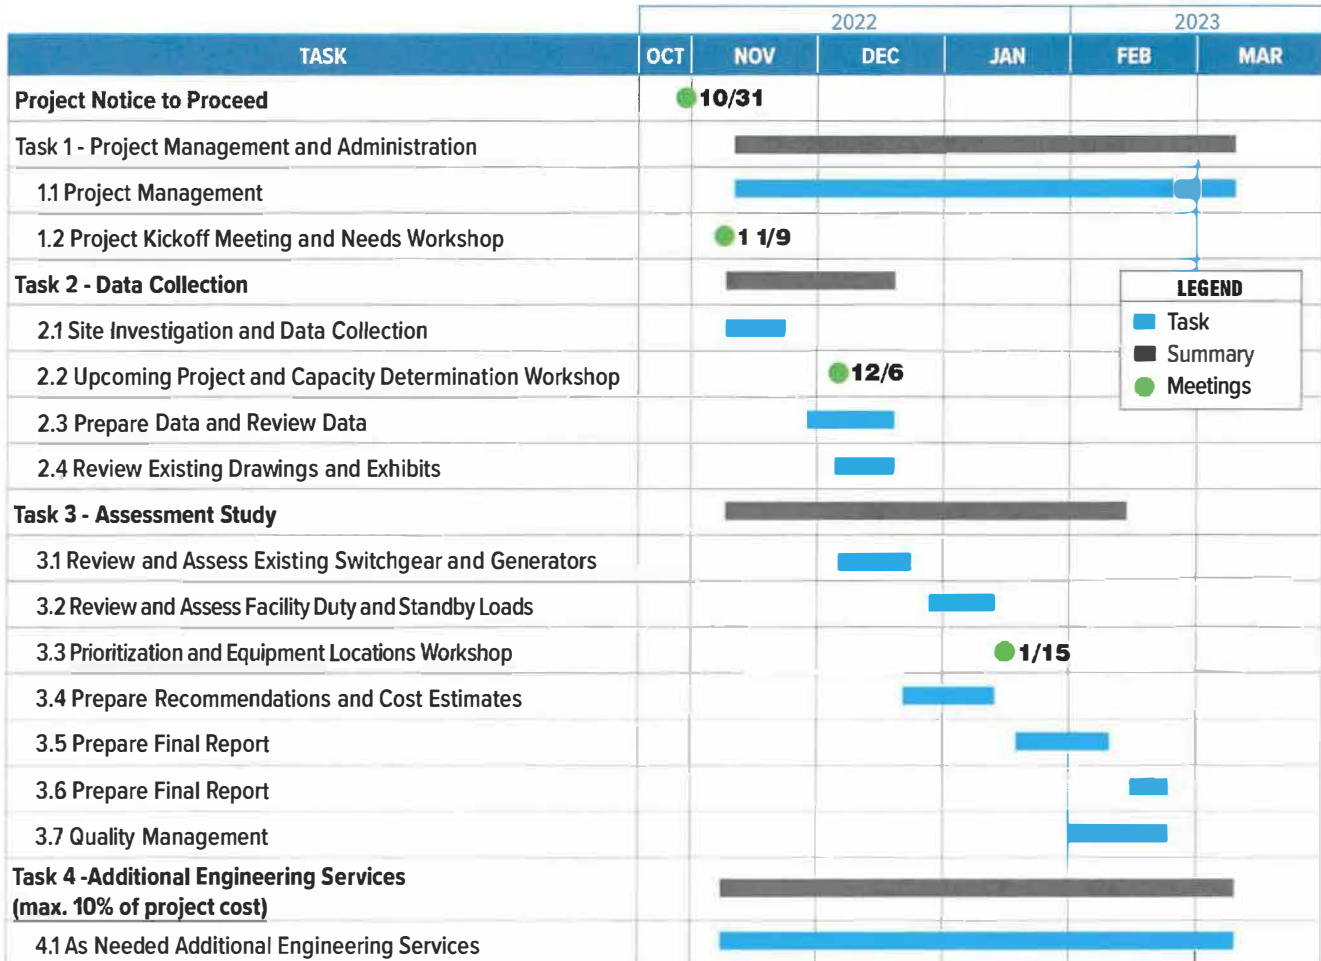 2022 2023
TASK OCT NOV DEC JAN FEB MAR
Project Notice to Proceed 10/31
Task 1 - Project Management and Administration
1.1 Project Management
1.2 Project Kickoff Meeting and Needs Workshop 1 1/9
Task 2 - Data Collection
2.1 Site Investigation and Data Collection
2.2 Upcoming Project and Capacity Determination Workshop 12/6
2.3 Prepare Data and Review Data
2.4 Review Existing Drawings and Exhibits
Task 3 - Assessment Study
3.1 Review and Assess Existing Switchgear and Generators
3.2 Review and Assess Facility Duty and Standby Loads
3.3 Prioritization and Equipment Locations Workshop 1/15
3.4 Prepare Recommendations and Cost Estimates
3.5 Prepare Final Report
3.6 Prepare Final Report
3.7 Quality Management
Task 4 -Additional Engineering Services
(max. 10% of project cost)
4.1 As Needed Additional Engineering Services
LEGEND
Task
Summary
Meetings